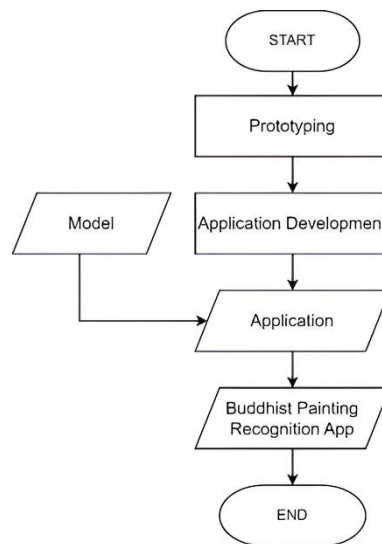 START
Prototyping
Model
Application Developmen
Application
Buddhist Painting
Recognition App
END